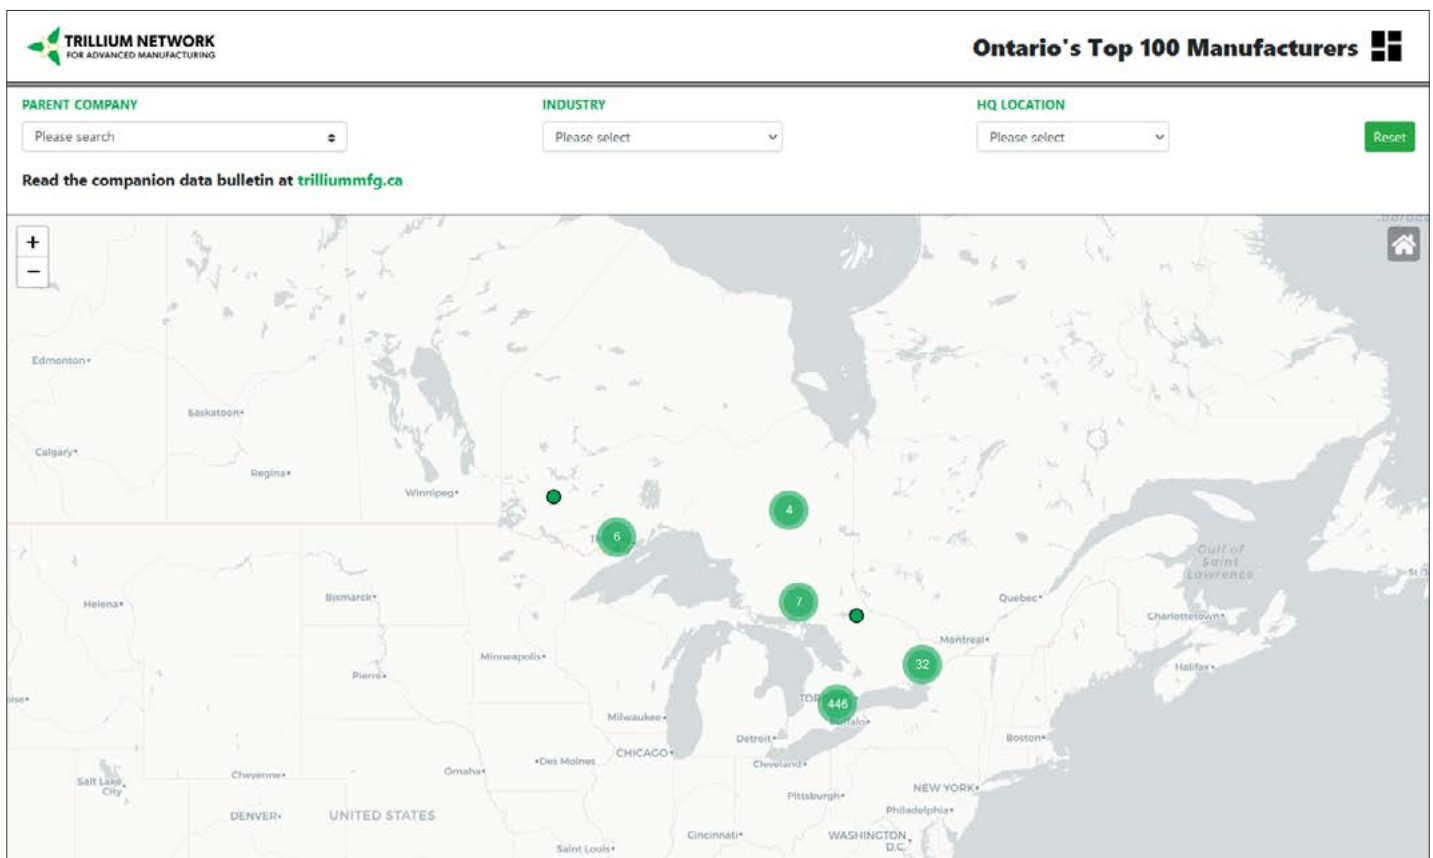 TRILLIUM NETWORK
FOR ADVANCED MANUFACTURING
Ontario's Top 100 Manufacturers
PARENT COMPANY
INDUSTRY
HQ LOCATION
Please search
Please select
Please select
Reset
Read the companion data bulletin at trilliummfg.ca
+
−
Edmonton
Saskatoon
Calgary
Regina
Winnipeg
4
6
Gulf of
Saint
Lawrence
7
Helena
Bismarck
Quebec
Charlottetown
Montreal
Minneapolis
32
Halifax
Pierre
446
Milwaukee
Detroit
Boston
CHICAGO
Des Moines
Cleveland
Salt Lake
City
Cheyenne
Omaha
Pittsburgh
NEW YORK
Philadelphia
DENVER
UNITED STATES
Cincinnati
WASHINGTON
D.C.
Saint Louis